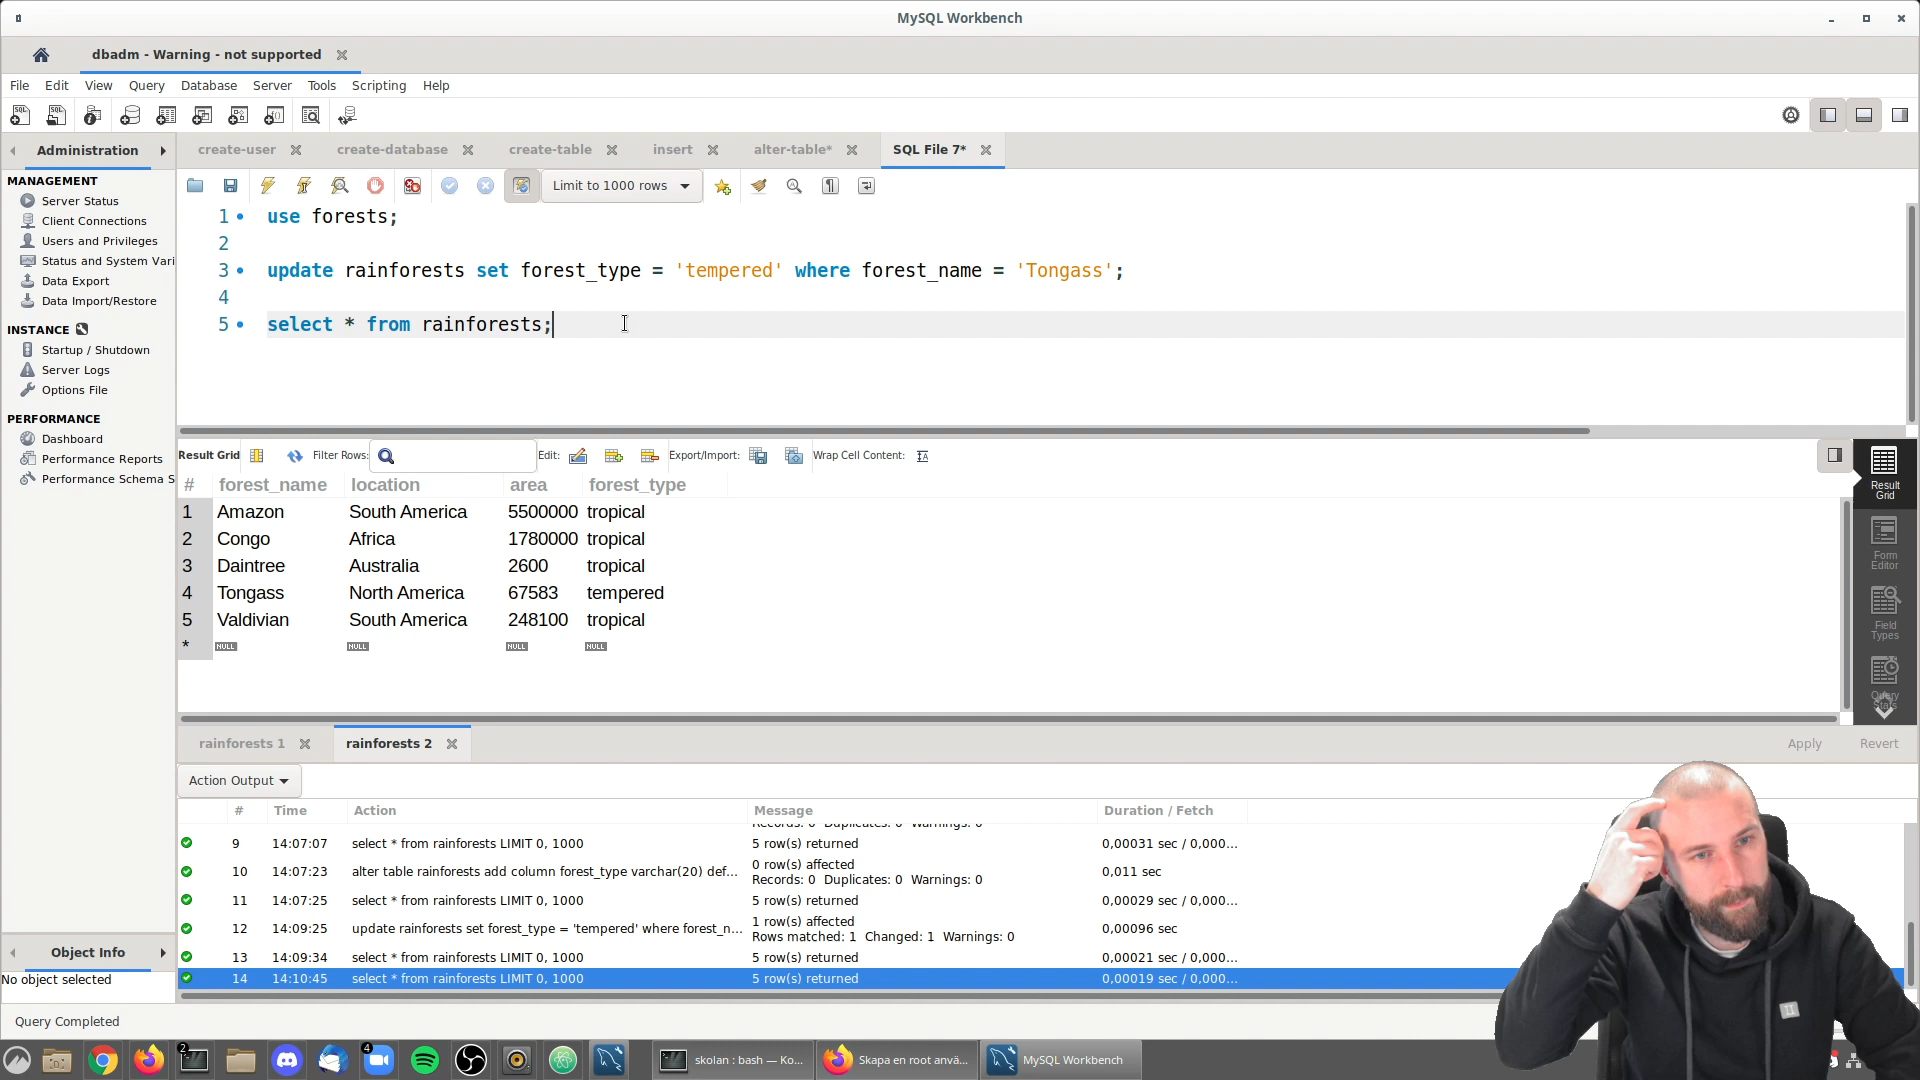 MySQL Workbench
dbadm - Warning - not supported
File Edit View Query Database Server Tools Scripting Help
Administration
create-user
create-database
create-table
insert
alter-table*
SQL File 7*
MANAGEMENT
Server Status
Client Connections
Users and Privileges
Status and System Vari
Data Export
Data Import/Restore
INSTANCE
Startup / Shutdown
Server Logs
Options File
PERFORMANCE
Dashboard
Performance Reports
Performance Schema S
Limit to 1000 rows
1 use forests;
2
3 update rainforests set forest_type = 'tempered' where forest_name = 'Tongass';
4
5 select * from rainforests;
Result Grid Filter Rows: Edit: Export/Import: Wrap Cell Content:
# forest_name location area forest_type
1 Amazon South America 5500000 tropical
2 Congo Africa 1780000 tropical
3 Daintree Australia 2600 tropical
4 Tongass North America 67583 tempered
5 Valdivian South America 248100 tropical
* NULL NULL NULL NULL
Result
Grid
Form
Editor
Field
Types
Query
Stats
rainforests 1
rainforests 2
Apply Revert
Action Output
# Time Action Message Duration / Fetch
Records: 0 Duplicates: 0 Warnings: 0
9 14:07:07 select * from rainforests LIMIT 0, 1000 5 row(s) returned 0,00031 sec / 0,000...
10 14:07:23 alter table rainforests add column forest_type varchar(20) def... 0 row(s) affected
Records: 0 Duplicates: 0 Warnings: 0 0,011 sec
11 14:07:25 select * from rainforests LIMIT 0, 1000 5 row(s) returned 0,00029 sec / 0,000...
12 14:09:25 update rainforests set forest_type = 'tempered' where forest_n... 1 row(s) affected
Rows matched: 1 Changed: 1 Warnings: 0 0,00096 sec
13 14:09:34 select * from rainforests LIMIT 0, 1000 5 row(s) returned 0,00021 sec / 0,000...
14 14:10:45 select * from rainforests LIMIT 0, 1000 5 row(s) returned 0,00019 sec / 0,000...
Object Info
No object selected
Query Completed
2
4
skolan : bash — Ko...
Skapa en root anvä...
MySQL Workbench